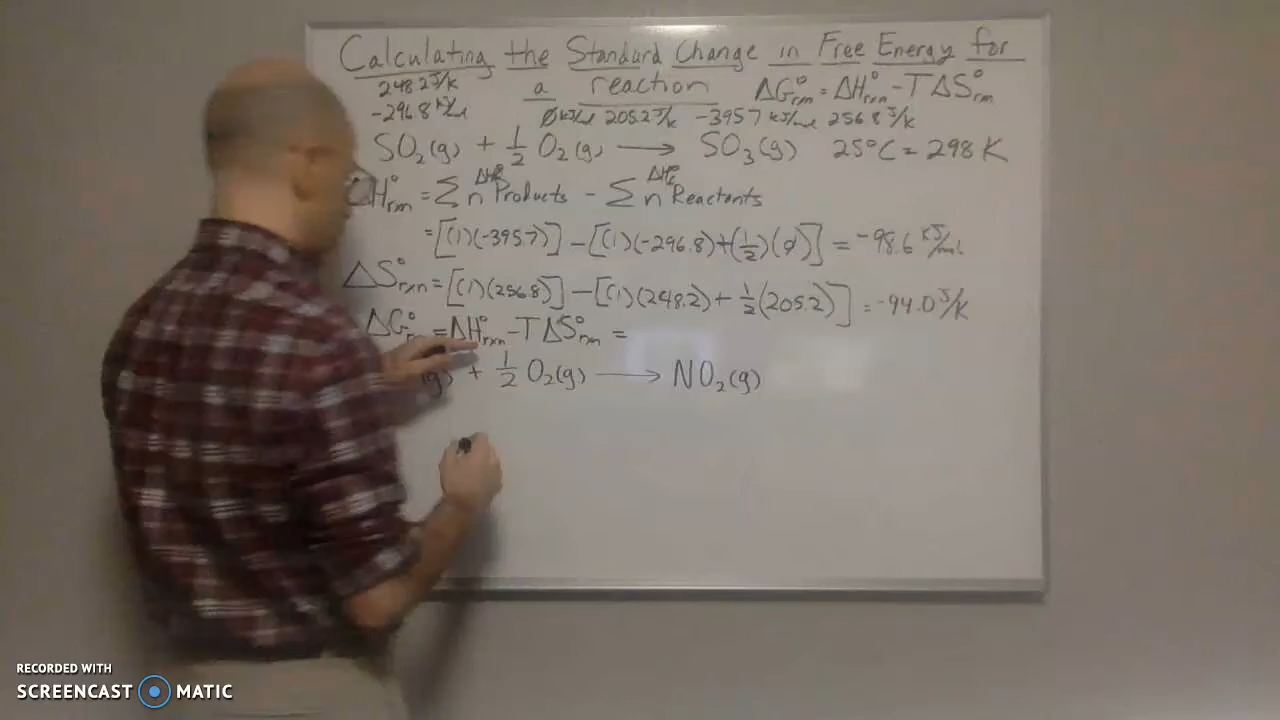 Calculating the Standard Change in Free Energy for
a reaction ΔG°rxn = ΔH°rxn - TΔS°rxn
248.2 J/K
-296.8 kJ/mol 0 kJ/mol 205.2 J/K -395.7 kJ/mol 256.8 J/K
SO₂(g) + 1/2 O₂(g) → SO₃(g) 25°C = 298 K
ΔHf° ΔHf°
ΔH°rxn = Σ n Products - Σ n Reactants
= [(1)(-395.7)] - [(1)(-296.8) + (1/2)(0)] = -98.6 kJ/mol
ΔS°rxn = [(1)(256.8)] - [(1)(248.2) + 1/2 (205.2)] = -94.0 J/K
ΔG°rxn = ΔH°rxn - TΔS°rxn =
(g) + 1/2 O₂(g) → NO₂(g)
RECORDED WITH
SCREENCAST MATIC